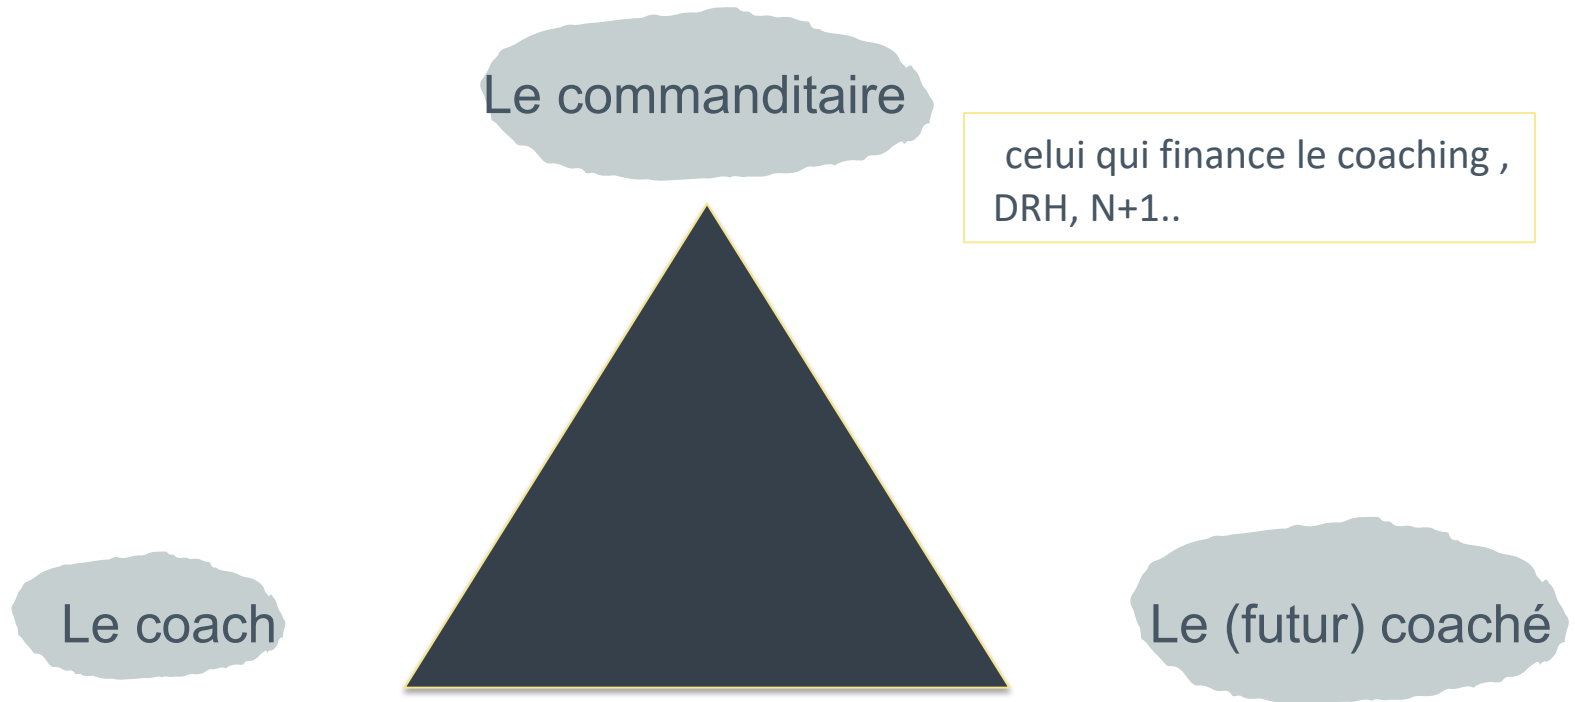 Le commanditaire
celui qui finance le coaching ,
DRH, N+1..
Le coach
Le (futur) coaché